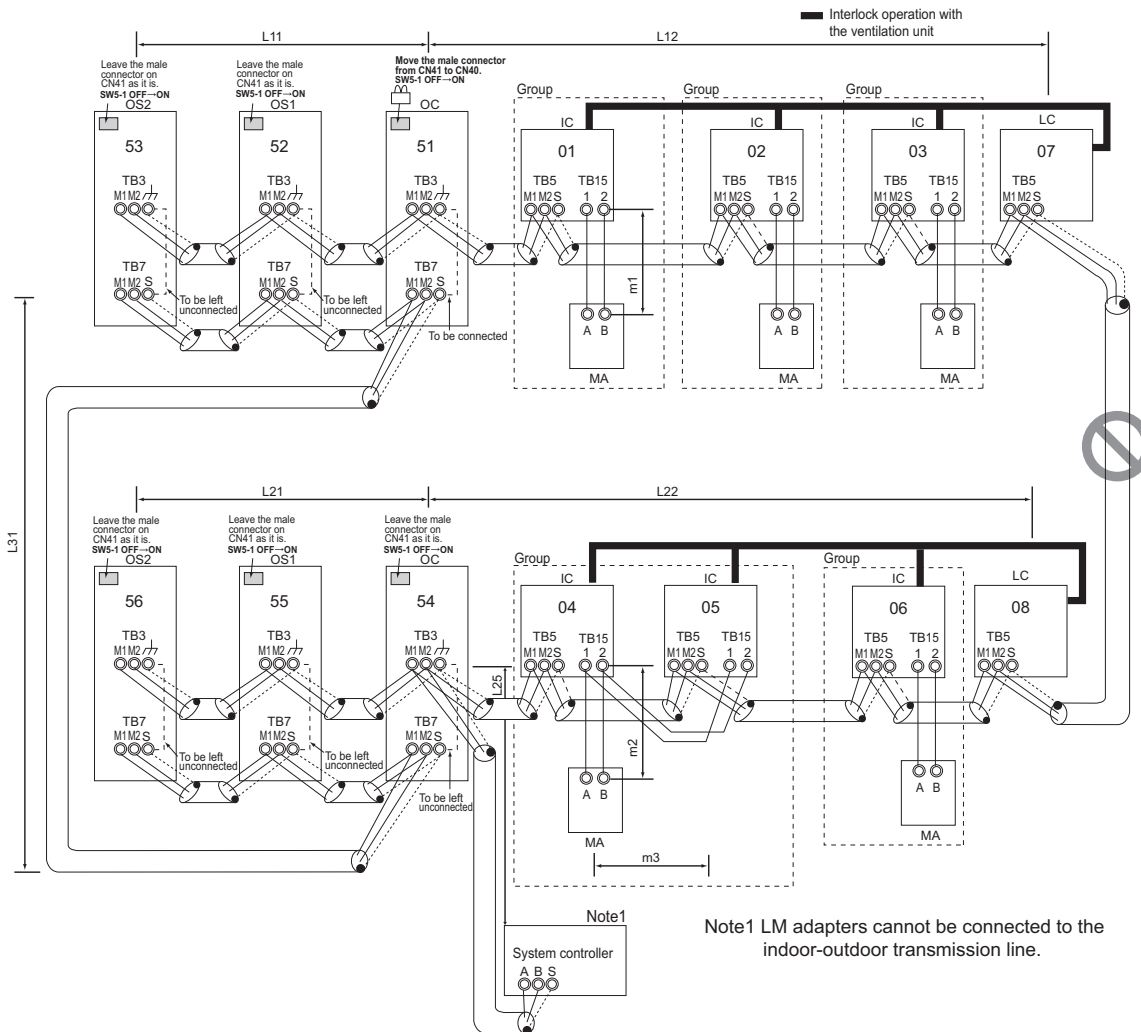 Interlock operation with
the ventilation unit
L11
L12
Leave the male
connector on
CN41 as it is.
SW5-1 OFF→ON
OS2
Leave the male
connector on
CN41 as it is.
SW5-1 OFF→ON
OS1
Move the male connector
from CN41 to CN40.
SW5-1 OFF→ON
OC
Group
Group
Group
IC
IC
IC
LC
53
52
51
01
02
03
07
TB3
TB3
TB3
TB5
TB15
TB5
TB15
TB5
TB15
TB5
M1 M2
M1 M2
M1 M2
M1 M2 S
1 2
M1 M2 S
1 2
M1 M2 S
1 2
M1 M2 S
TB7
TB7
TB7
M1 M2 S
M1 M2 S
M1 M2 S
To be left
unconnected
To be left
unconnected
To be connected
m1
A B
A B
A B
MA
MA
MA
L31
L21
L22
Leave the male
connector on
CN41 as it is.
SW5-1 OFF→ON
OS2
Leave the male
connector on
CN41 as it is.
SW5-1 OFF→ON
OS1
Leave the male
connector on
CN41 as it is.
SW5-1 OFF→ON
OC
Group
Group
IC
IC
IC
LC
56
55
54
04
05
06
08
TB3
TB3
TB3
TB5
TB15
TB5
TB15
TB5
TB15
TB5
M1 M2
M1 M2
M1 M2
M1 M2 S
1 2
M1 M2 S
1 2
M1 M2 S
1 2
M1 M2 S
L25
TB7
TB7
TB7
M1 M2 S
M1 M2 S
M1 M2 S
To be left
unconnected
To be left
unconnected
To be left
unconnected
m2
A B
A B
MA
MA
m3
Note1
System controller
A B S
Note1 LM adapters cannot be connected to the
indoor-outdoor transmission line.